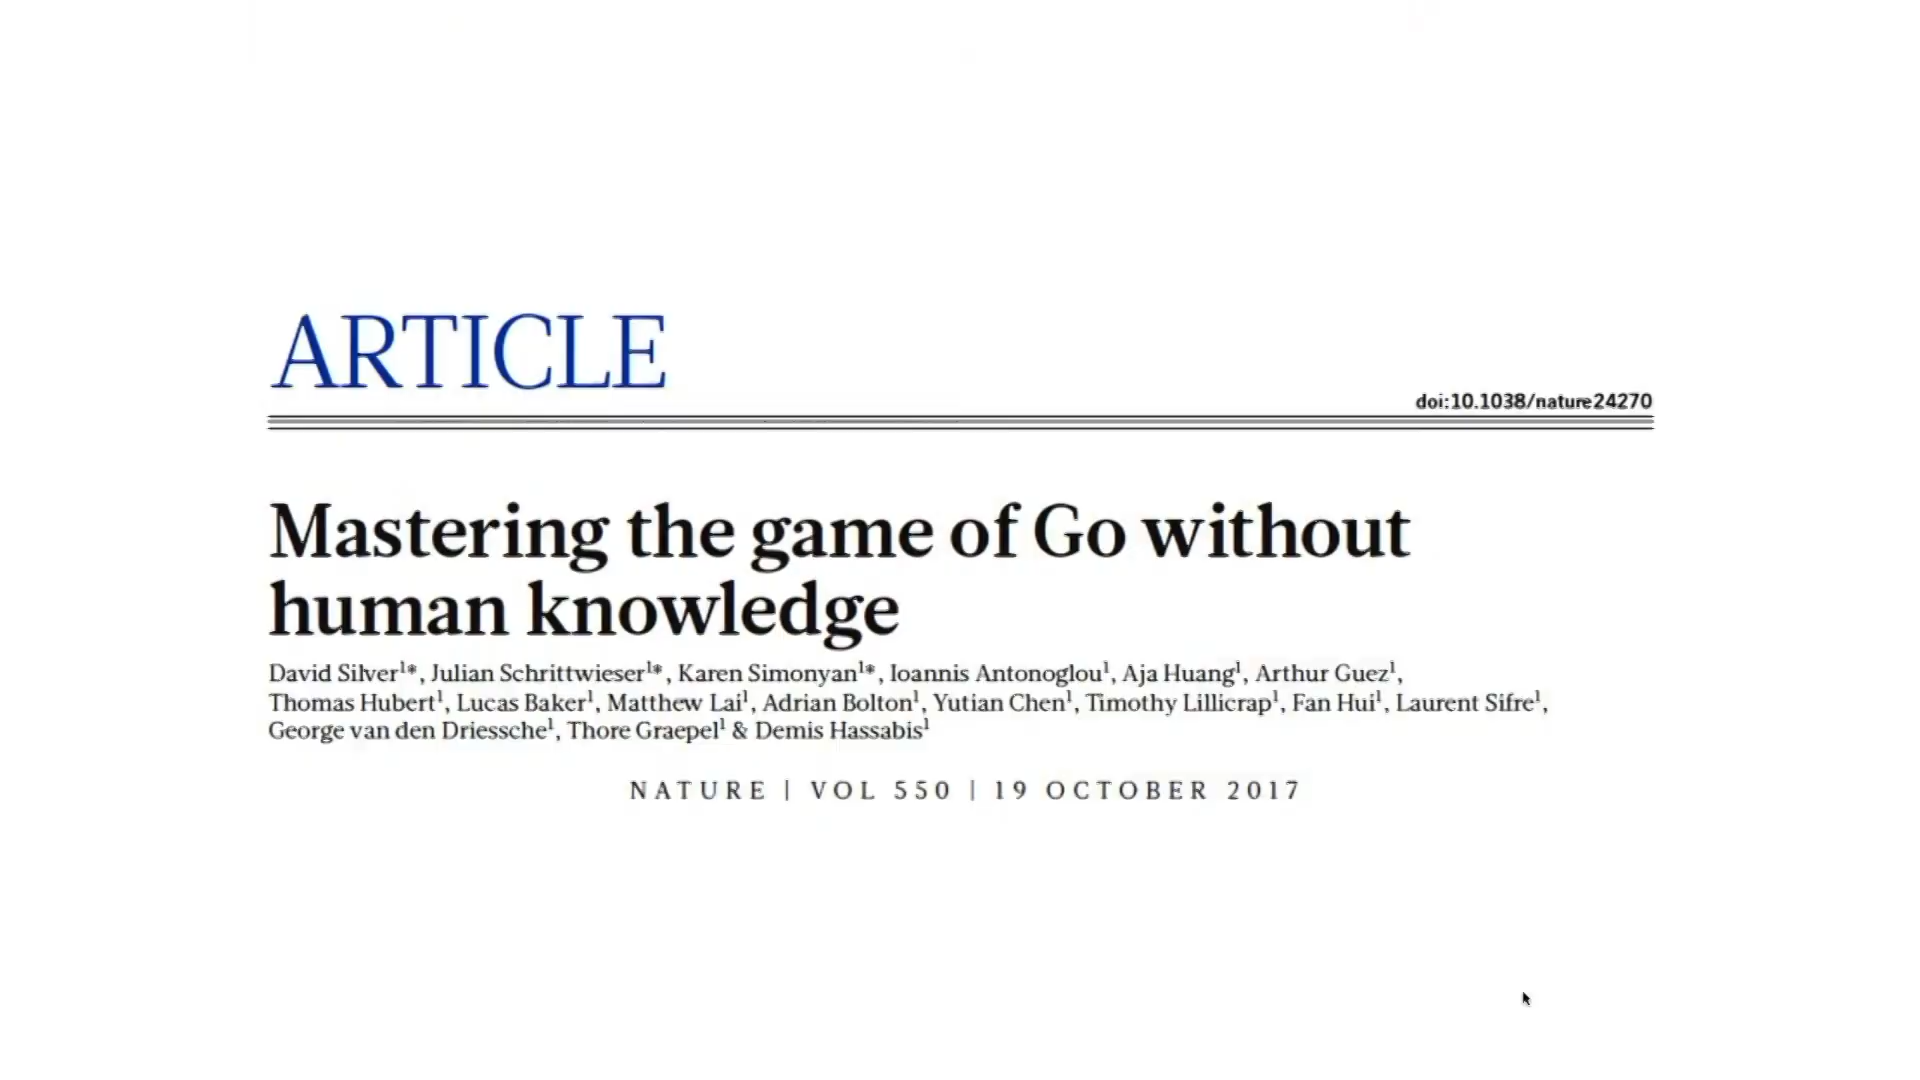 ARTICLE
doi:10.1038/nature24270
Mastering the game of Go without
human knowledge
David Silver¹*, Julian Schrittwieser¹*, Karen Simonyan¹*, Ioannis Antonoglou¹, Aja Huang¹, Arthur Guez¹,
Thomas Hubert¹, Lucas Baker¹, Matthew Lai¹, Adrian Bolton¹, Yutian Chen¹, Timothy Lillicrap¹, Fan Hui¹, Laurent Sifre¹,
George van den Driessche¹, Thore Graepel¹ & Demis Hassabis¹
NATURE | VOL 550 | 19 OCTOBER 2017